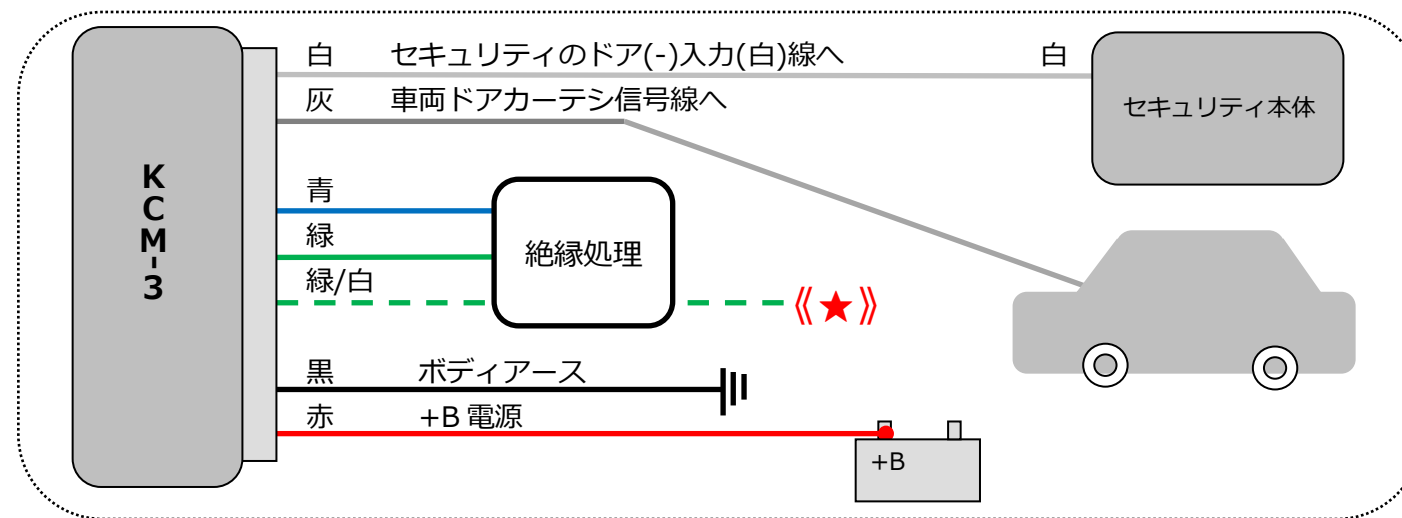 白 セキュリティのドア(-)入力(白)線へ 白
灰 車両ドアカーテシ信号線へ
セキュリティ本体
KCM-3
青
緑
絶縁処理
緑/白
《★》
黒 ボディアース
赤 +B 電源
+B